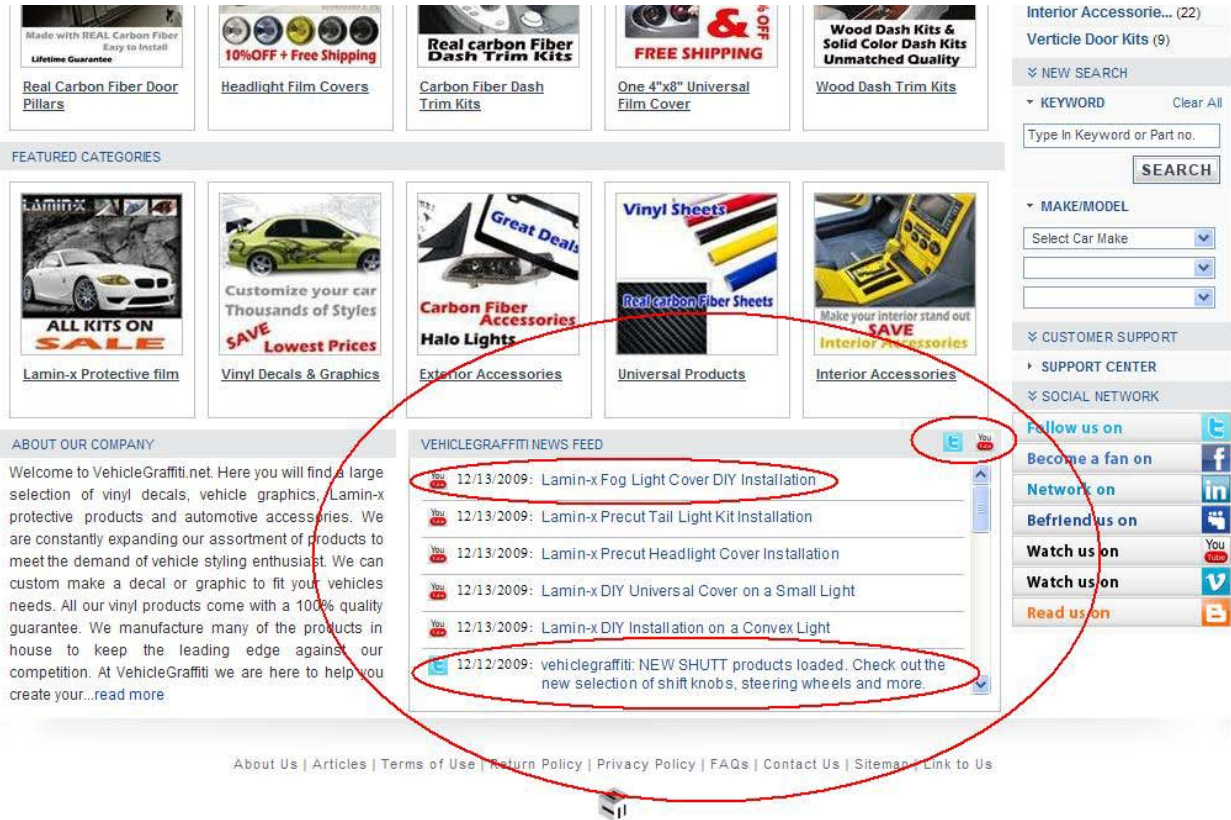 Made with REAL Carbon Fiber
Easy to Install
Lifetime Guarantee
Real Carbon Fiber Door
Pillars
10%OFF + Free Shipping
Headlight Film Covers
Real carbon Fiber
Dash Trim Kits
Carbon Fiber Dash
Trim Kits
&
% OFF
FREE SHIPPING
One 4"x8" Universal
Film Cover
Wood Dash Kits &
Solid Color Dash Kits
Unmatched Quality
Wood Dash Trim Kits
FEATURED CATEGORIES
LAMIN-X
ALL KITS ON
SALE
Lamin-x Protective film
Customize your car
Thousands of Styles
SAVE
Lowest Prices
Vinyl Decals & Graphics
Great Deals
Carbon Fiber
Accessories
Halo Lights
Exterior Accessories
Vinyl Sheets
Real carbon Fiber Sheets
Universal Products
Make your interior stand out
SAVE
Interior Accessories
Interior Accessories
ABOUT OUR COMPANY
Welcome to VehicleGraffiti.net. Here you will find a large
selection of vinyl decals, vehicle graphics, Lamin-x
protective products and automotive accessories. We
are constantly expanding our assortment of products to
meet the demand of vehicle styling enthusiast. We can
custom make a decal or graphic to fit your vehicles
needs. All our vinyl products come with a 100% quality
guarantee. We manufacture many of the products in
house to keep the leading edge against our
competition. At VehicleGraffiti we are here to help you
create your...read more
VEHICLEGRAFFITI NEWS FEED
t You Tube
You Tube 12/13/2009: Lamin-x Fog Light Cover DIY Installation
You Tube 12/13/2009: Lamin-x Precut Tail Light Kit Installation
You Tube 12/13/2009: Lamin-x Precut Headlight Cover Installation
You Tube 12/13/2009: Lamin-x DIY Universal Cover on a Small Light
You Tube 12/13/2009: Lamin-x DIY Installation on a Convex Light
t 12/12/2009: vehiclegraffiti: NEW SHUTT products loaded. Check out the
new selection of shift knobs, steering wheels and more.
Interior Accessorie... (22)
Verticle Door Kits (9)
NEW SEARCH
KEYWORD Clear All
Type In Keyword or Part no.
SEARCH
MAKE/MODEL
Select Car Make
CUSTOMER SUPPORT
SUPPORT CENTER
SOCIAL NETWORK
Follow us on t
Become a fan on f
Network on in
Befriend us on
Watch us on You Tube
Watch us on v
Read us on B
About Us | Articles | Terms of Use | Return Policy | Privacy Policy | FAQs | Contact Us | Sitemap | Link to Us